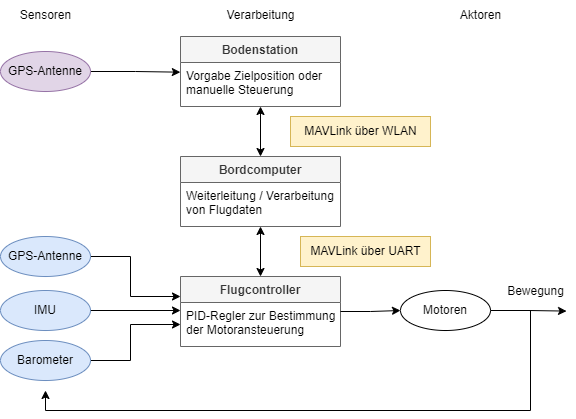 Sensoren
Verarbeitung
Aktoren
Bodenstation
GPS-Antenne
Vorgabe Zielposition oder
manuelle Steuerung
MAVLink über WLAN
Bordcomputer
Weiterleitung / Verarbeitung
von Flugdaten
MAVLink über UART
GPS-Antenne
Flugcontroller
Bewegung
IMU
PID-Regler zur Bestimmung
der Motoransteuerung
Motoren
Barometer